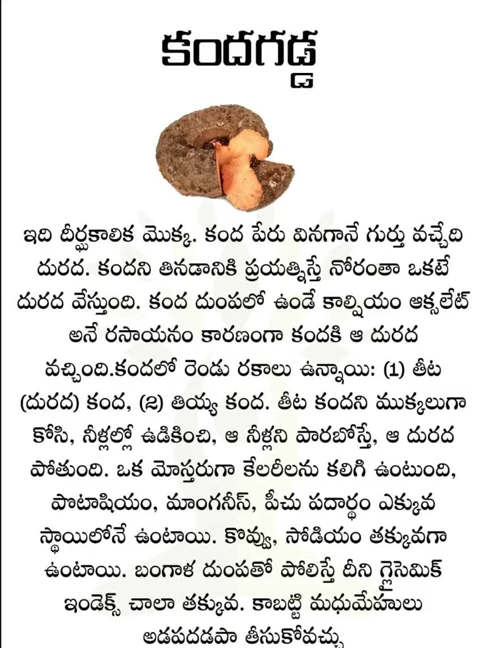 కందగడ్డ
ఇది దీర్ఘకాలిక మొక్క. కంద పేరు వినగానే గుర్తు వచ్చేది
దురద. కందని తినడానికి ప్రయత్నిస్తే నోరంతా ఒకటే
దురద వేస్తుంది. కంద దుంపలో ఉండే కాల్షియం ఆక్సలేట్
అనే రసాయనం కారణంగా కందకి ఆ దురద
వచ్చింది.కందలో రెండు రకాలు ఉన్నాయి: (1) తీట
(దురద) కంద, (2) తియ్య కంద. తీట కందని ముక్కలుగా
కోసి, నీళ్లల్లో ఉడికించి, ఆ నీళ్లని పారబోస్తే, ఆ దురద
పోతుంది. ఒక మోస్తరుగా కేలరీలను కలిగి ఉంటుంది,
పొటాషియం, మాంగనీస్, పీచు పదార్థం ఎక్కువ
స్థాయిలోనే ఉంటాయి. కొవ్వు, సోడియం తక్కువగా
ఉంటాయి. బంగాళ దుంపతో పోలిస్తే దీని గ్లైసెమిక్
ఇండెక్స్ చాలా తక్కువ. కాబట్టి మధుమేహులు
అడపదడపా తీసుకోవచ్చు